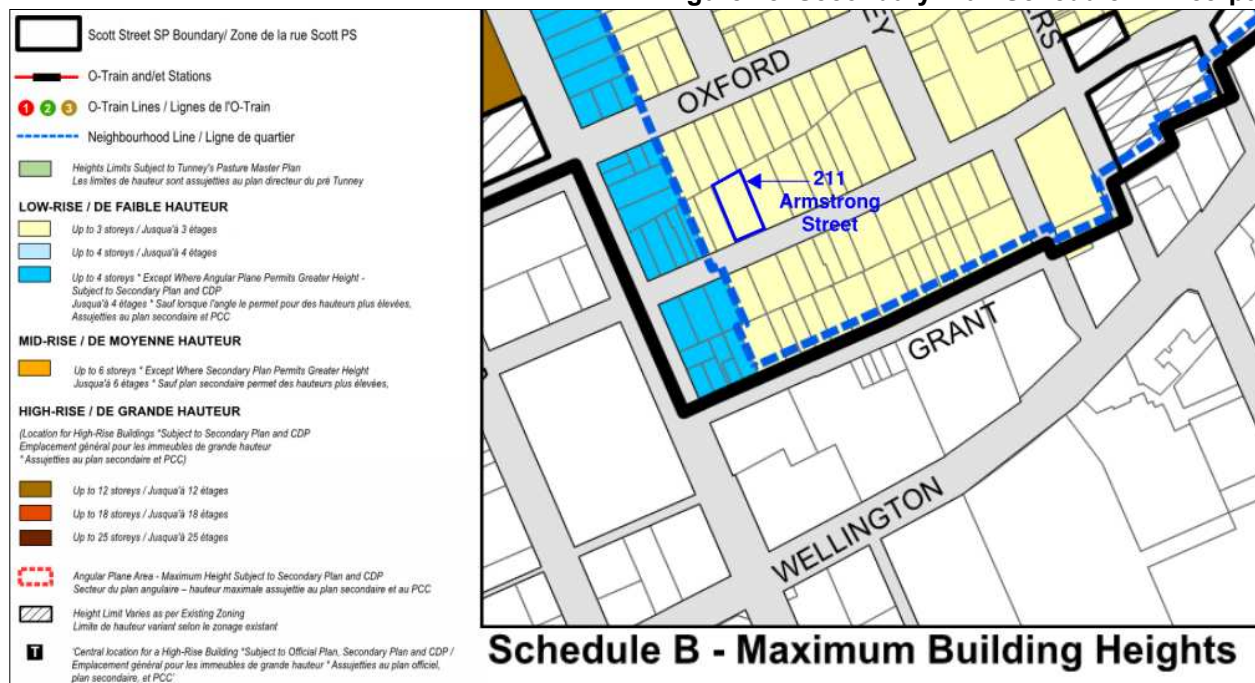 Scott Street SP Boundary/ Zone de la rue Scott PS
O-Train and/et Stations
1 2 3 O-Train Lines / Lignes de l'O-Train
Neighbourhood Line / Ligne de quartier
Heights Limits Subject to Tunney's Pasture Master Plan
Les limites de hauteur sont assujetties au plan directeur du pré Tunney
LOW-RISE / DE FAIBLE HAUTEUR
Up to 3 storeys / Jusqu'à 3 étages
Up to 4 storeys / Jusqu'à 4 étages
Up to 4 storeys * Except Where Angular Plane Permits Greater Height -
Subject to Secondary Plan and CDP
Jusqu'à 4 étages * Sauf lorsque l'angle le permet pour des hauteurs plus élevées,
Assujetties au plan secondaire et PCC
MID-RISE / DE MOYENNE HAUTEUR
Up to 6 storeys * Except Where Secondary Plan Permits Greater Height
Jusqu'à 6 étages * Sauf plan secondaire permet des hauteurs plus élevées,
HIGH-RISE / DE GRANDE HAUTEUR
(Location for High-Rise Buildings *Subject to Secondary Plan and CDP
Emplacement général pour les immeubles de grande hauteur
* Assujetties au plan secondaire et PCC)
Up to 12 storeys / Jusqu'à 12 étages
Up to 18 storeys / Jusqu'à 18 étages
Up to 25 storeys / Jusqu'à 25 étages
Angular Plane Area - Maximum Height Subject to Secondary Plan and CDP
Secteur du plan angulaire – hauteur maximale assujettie au plan secondaire et au PCC
Height Limit Varies as per Existing Zoning
Limite de hauteur variant selon le zonage existant
T
'Central location for a High-Rise Building *Subject to Official Plan, Secondary Plan and CDP /
Emplacement général pour les immeubles de grande hauteur * Assujetties au plan officiel,
plan secondaire, et PCC'
OXFORD
EY
ERS
211
Armstrong
Street
GRANT
WELLINGTON
Schedule B - Maximum Building Heights